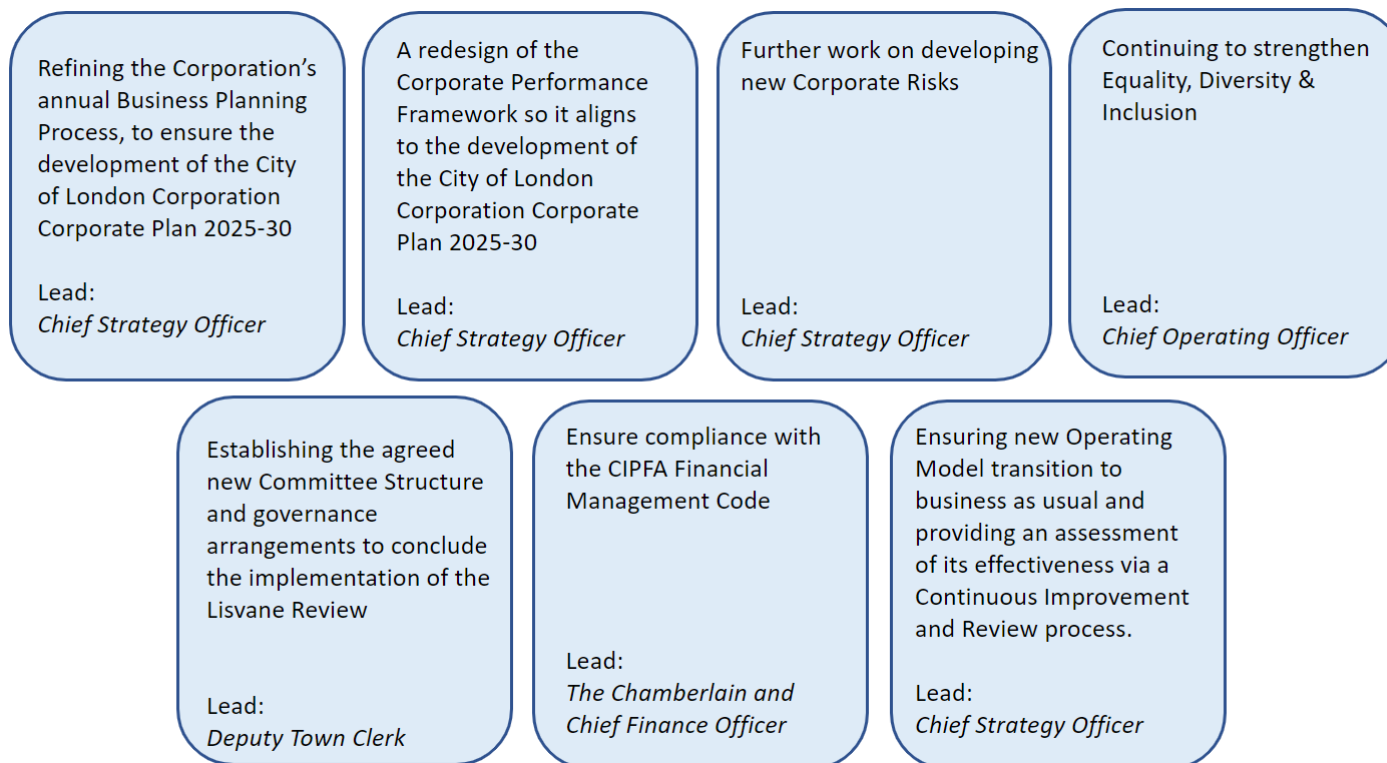 Refining the Corporation’s
annual Business Planning
Process, to ensure the
development of the City
of London Corporation
Corporate Plan 2025-30
Lead:
Chief Strategy Officer
A redesign of the
Corporate Performance
Framework so it aligns
to the development of
the City of London
Corporation Corporate
Plan 2025-30
Lead:
Chief Strategy Officer
Further work on developing
new Corporate Risks
Lead:
Chief Strategy Officer
Continuing to strengthen
Equality, Diversity &
Inclusion
Lead:
Chief Operating Officer
Establishing the agreed
new Committee Structure
and governance
arrangements to conclude
the implementation of the
Lisvane Review
Lead:
Deputy Town Clerk
Ensure compliance with
the CIPFA Financial
Management Code
Lead:
The Chamberlain and
Chief Finance Officer
Ensuring new Operating
Model transition to
business as usual and
providing an assessment
of its effectiveness via a
Continuous Improvement
and Review process.
Lead:
Chief Strategy Officer